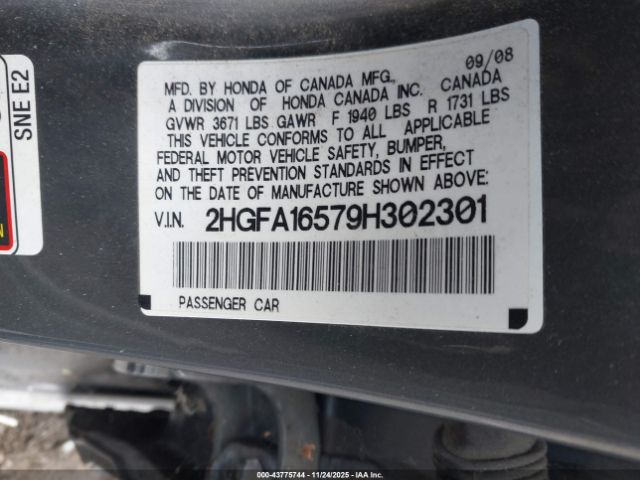 SNE E2
09/08
MFD. BY HONDA OF CANADA MFG.,
A DIVISION OF HONDA CANADA INC. CANADA
GVWR 3671 LBS GAWR F 1940 LBS R 1731 LBS
THIS VEHICLE CONFORMS TO ALL APPLICABLE
FEDERAL MOTOR VEHICLE SAFETY, BUMPER,
AND THEFT PREVENTION STANDARDS IN EFFECT
ON THE DATE OF MANUFACTURE SHOWN ABOVE:
V.I.N. 2HGFA16579H302301
PASSENGER CAR
000-43775744 11/24/2025 IAAI.COM